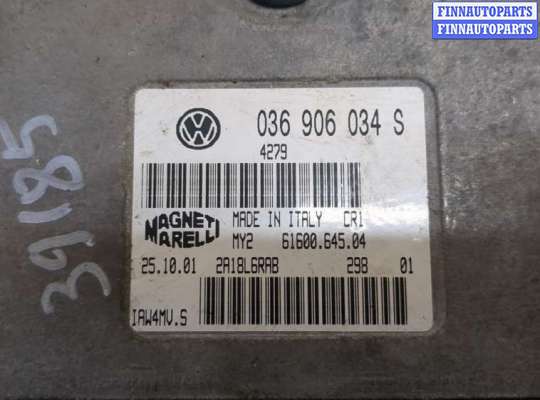 FINNAUTOPARTS
FINNAUTOPARTS
036 906 034 S
4279
MAGNETI MARELLI
MADE IN ITALY CR1
MY2 61600.645.04
25.10.01 2A18L6RAB 298 01
IAW4MV.S
39185